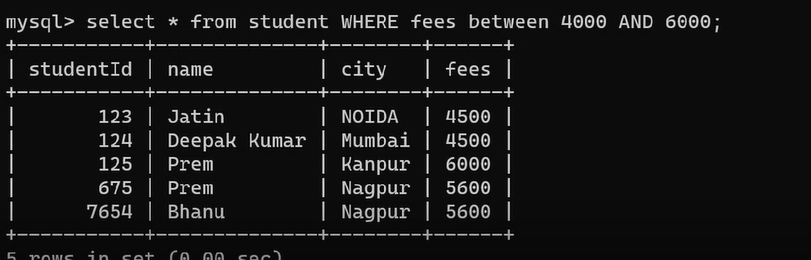 mysql> select * from student WHERE fees between 4000 AND 6000;
+-----------+--------------+--------+------+
| studentId | name         | city   | fees |
+-----------+--------------+--------+------+
|       123 | Jatin        | NOIDA  | 4500 |
|       124 | Deepak Kumar | Mumbai | 4500 |
|       125 | Prem         | Kanpur | 6000 |
|       675 | Prem         | Nagpur | 5600 |
|      7654 | Bhanu        | Nagpur | 5600 |
+-----------+--------------+--------+------+
5 rows in set (0.00 sec)